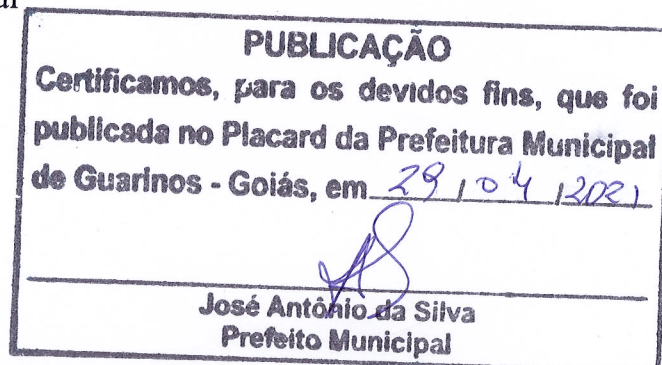 PUBLICAÇÃO
Certificamos, para os devidos fins, que foi
publicada no Placard da Prefeitura Municipal
de Guarinos - Goiás, em 29 / 04 / 2021
José Antônio da Silva
Prefeito Municipal